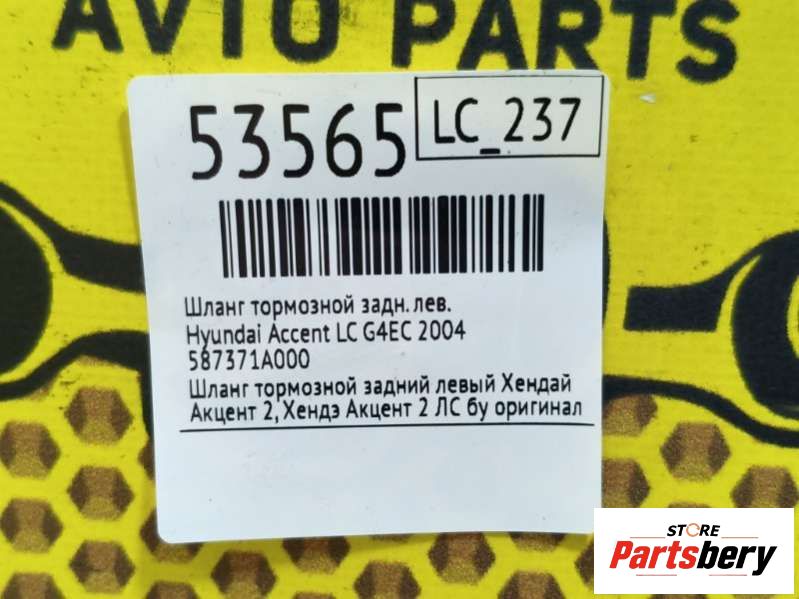 AVTO PARTS
53565
LC_237
Шланг тормозной задн. лев.
Hyundai Accent LC G4EC 2004
587371A000
Шланг тормозной задний левый Хендай
Акцент 2, Хендэ Акцент 2 ЛС бу оригинал
STORE
Partsbery